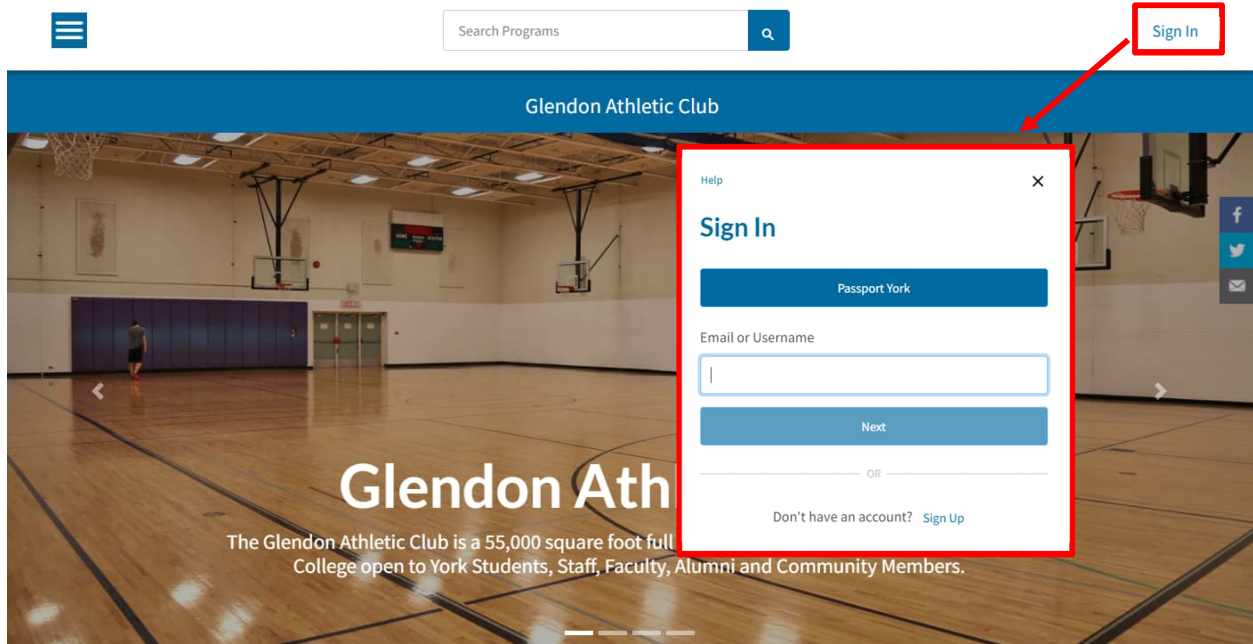 Search Programs
Sign In
Glendon Athletic Club
Help
Sign In
Passport York
Email or Username
Next
OR
Don't have an account? Sign Up
Glendon Ath
The Glendon Athletic Club is a 55,000 square foot full
College open to York Students, Staff, Faculty, Alumni and Community Members.